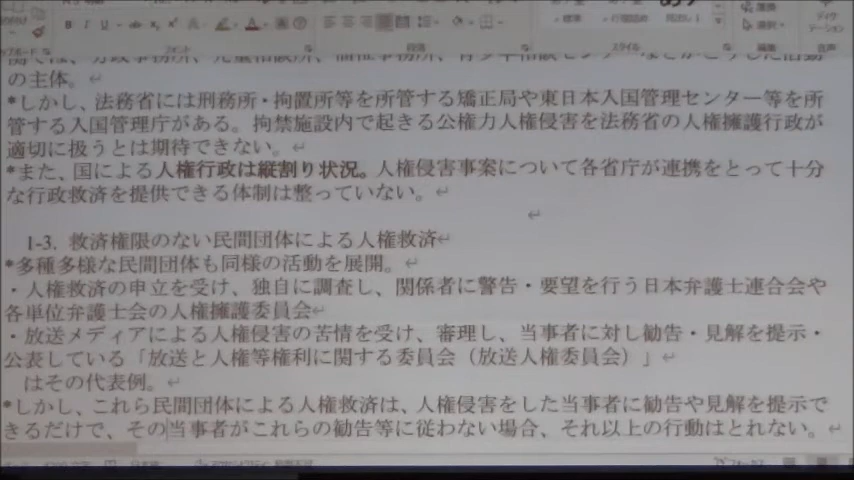 の主体。
*しかし、法務省には刑務所・拘置所等を所管する矯正局や東日本入国管理センター等を所
管する入国管理庁がある。拘禁施設内で起きる公権力人権侵害を法務省の人権擁護行政が
適切に扱うとは期待できない。
*また、国による人権行政は縦割り状況。人権侵害事案について各省庁が連携をとって十分
な行政救済を提供できる体制は整っていない。
1-3. 救済権限のない民間団体による人権救済
*多種多様な民間団体も同様の活動を展開。
・人権救済の申立を受け、独自に調査し、関係者に警告・要望を行う日本弁護士連合会や
各単位弁護士会の人権擁護委員会
・放送メディアによる人権侵害の苦情を受け、審理し、当事者に対し勧告・見解を提示・
公表している「放送と人権等権利に関する委員会（放送人権委員会）」
はその代表例。
*しかし、これら民間団体による人権救済は、人権侵害をした当事者に勧告や見解を提示で
きるだけで、その当事者がこれらの勧告等に従わない場合、それ以上の行動はとれない。